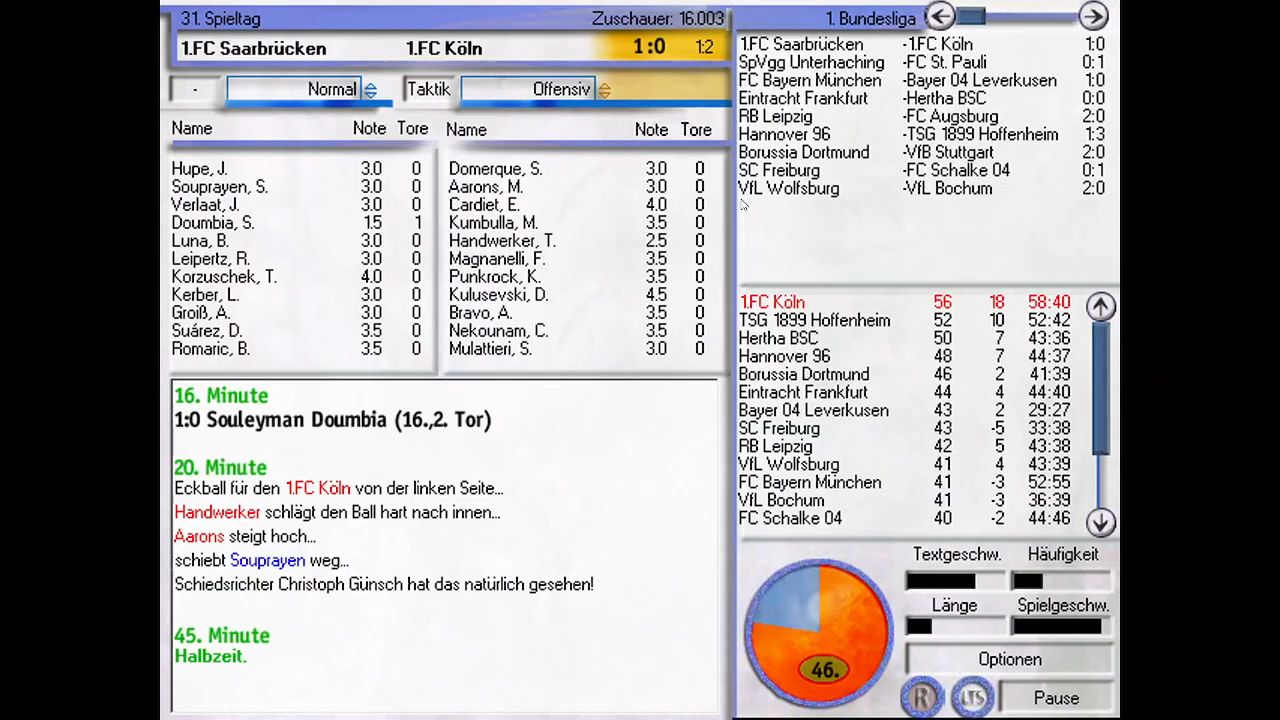 31. Spieltag Zuschauer: 16.003
1.FC Saarbrücken 1.FC Köln 1:0 1:2
- Normal Taktik Offensiv
Name Note Tore Name Note Tore
Hupe, J. 3.0 0 Domerque, S. 3.0 0
Souprayen, S. 3.0 0 Aarons, M. 3.0 0
Verlaat, J. 3.0 0 Cardiet, E. 4.0 0
Doumbia, S. 1.5 1 Kumbulla, M. 3.5 0
Luna, B. 3.0 0 Handwerker, T. 2.5 0
Leipertz, R. 3.0 0 Magnanelli, F. 3.5 0
Korzuschek, T. 4.0 0 Punkrock, K. 3.5 0
Kerber, L. 3.0 0 Kulusevski, D. 4.5 0
Groiß, A. 3.0 0 Bravo, A. 3.5 0
Suárez, D. 3.5 0 Nekounam, C. 3.5 0
Romaric, B. 3.5 0 Mulattieri, S. 3.0 0
16. Minute
1:0 Souleyman Doumbia (16.,2. Tor)
20. Minute
Eckball für den 1.FC Köln von der linken Seite...
Handwerker schlägt den Ball hart nach innen...
Aarons steigt hoch...
schiebt Souprayen weg...
Schiedsrichter Christoph Günsch hat das natürlich gesehen!
45. Minute
Halbzeit.
1. Bundesliga
1.FC Saarbrücken -1.FC Köln 1:0
SpVgg Unterhaching -FC St. Pauli 0:1
FC Bayern München -Bayer 04 Leverkusen 1:0
Eintracht Frankfurt -Hertha BSC 0:0
RB Leipzig -FC Augsburg 2:0
Hannover 96 -TSG 1899 Hoffenheim 1:3
Borussia Dortmund -VfB Stuttgart 2:0
SC Freiburg -FC Schalke 04 0:1
VfL Wolfsburg -VfL Bochum 2:0
1.FC Köln 56 18 58:40
TSG 1899 Hoffenheim 52 10 52:42
Hertha BSC 50 7 43:36
Hannover 96 48 7 44:37
Borussia Dortmund 46 2 41:39
Eintracht Frankfurt 44 4 44:40
Bayer 04 Leverkusen 43 2 29:27
SC Freiburg 43 -5 33:38
RB Leipzig 42 5 43:38
VfL Wolfsburg 41 4 43:39
FC Bayern München 41 -3 52:55
VfL Bochum 41 -3 36:39
FC Schalke 04 40 -2 44:46
Textgeschw. Häufigkeit
Länge Spielgeschw.
46.
Optionen
R LTS Pause